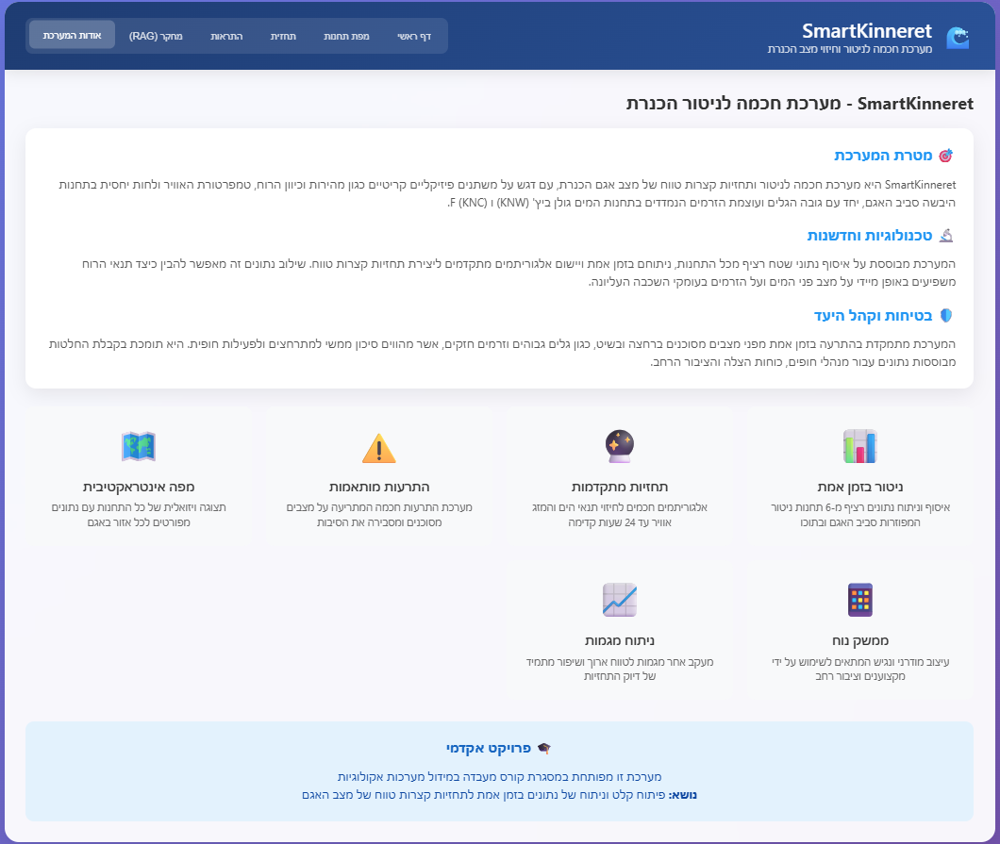 SmartKinneret
מערכת חכמה לניטור וחיזוי מצב הכנרת
דף ראשי
מפת תחנות
תחזית
התראות
מחקר (RAG)
אודות המערכת
SmartKinneret - מערכת חכמה לניטור הכנרת
מטרת המערכת
SmartKinneret היא מערכת חכמה לניטור ותחזיות קצרות טווח של מצב אגם הכנרת, עם דגש על משתנים פיזיקליים קריטיים כגון מהירות וכיוון הרוח, טמפרטורת האוויר ולחות יחסית בתחנות
היבשה סביב האגם, יחד עם גובה הגלים ועוצמת הזרמים הנמדדים בתחנות המים גולן ביץ' (KNW) ו F (KNC).
טכנולוגיות וחדשנות
המערכת מבוססת על איסוף נתוני שטח רציף מכל התחנות, ניתוחם בזמן אמת ויישום אלגוריתמים מתקדמים ליצירת תחזיות קצרות טווח. שילוב נתונים זה מאפשר להבין כיצד תנאי הרוח
משפיעים באופן מיידי על מצב פני המים ועל הזרמים בעומקי השכבה העליונה.
בטיחות וקהל היעד
המערכת מתמקדת בהתרעה בזמן אמת מפני מצבים מסוכנים ברחצה ובשיט, כגון גלים גבוהים וזרמים חזקים, אשר מהווים סיכון ממשי למתרחצים ולפעילות חופית. היא תומכת בקבלת החלטות
מבוססות נתונים עבור מנהלי חופים, כוחות הצלה והציבור הרחב.
ניטור בזמן אמת
איסוף וניתוח נתונים רציף מ-6 תחנות ניטור
המפוזרות סביב האגם ובתוכו
תחזיות מתקדמות
אלגוריתמים חכמים לחיזוי תנאי הים והמזג
אוויר עד 24 שעות קדימה
התרעות מותאמות
מערכת התרעות חכמה המתריעה על מצבים
מסוכנים ומסבירה את הסיבות
מפה אינטראקטיבית
תצוגה ויזואלית של כל התחנות עם נתונים
מפורטים לכל אזור באגם
ממשק נוח
עיצוב מודרני ונגיש המתאים לשימוש על ידי
מקצוענים וציבור רחב
ניתוח מגמות
מעקב אחר מגמות לטווח ארוך ושיפור מתמיד
של דיוק התחזיות
פרויקט אקדמי
מערכת זו מפותחת במסגרת קורס מעבדה במידול מערכות אקולוגיות
נושא: פיתוח קלט וניתוח של נתונים בזמן אמת לתחזיות קצרות טווח של מצב האגם